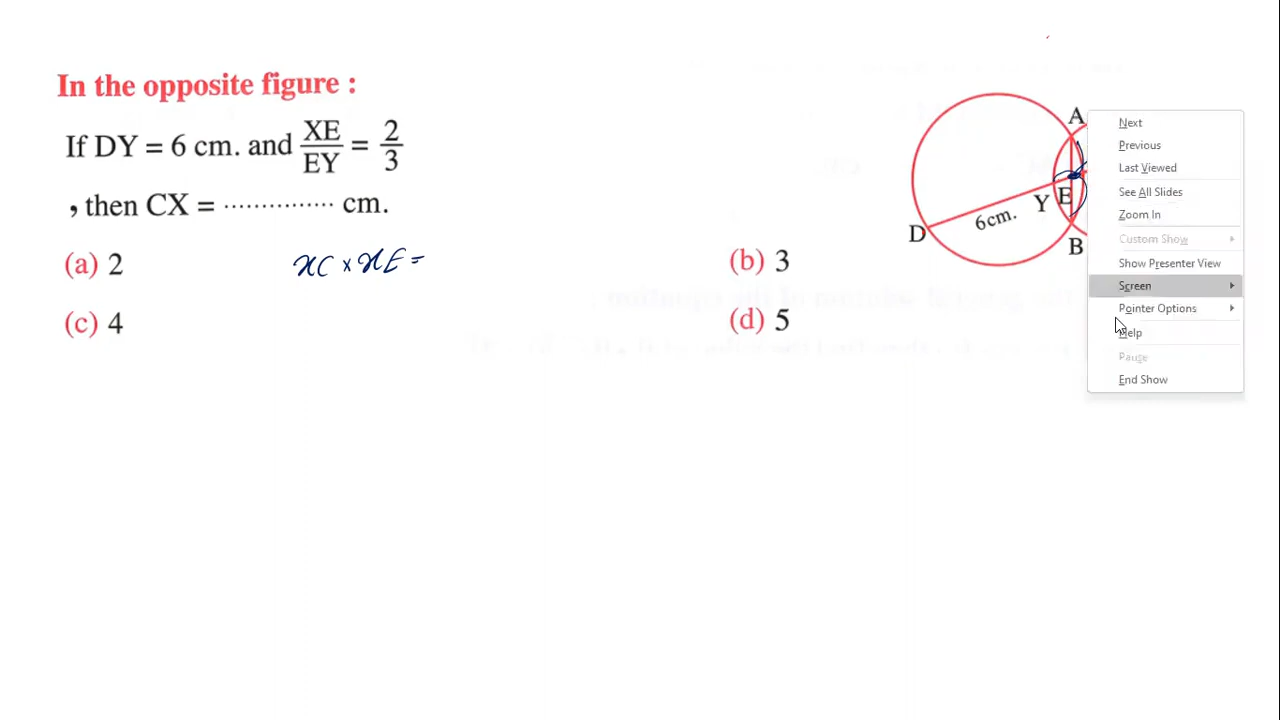 In the opposite figure :
If DY = 6 cm. and XE/EY = 2/3
, then CX = ............... cm.
(a) 2
(b) 3
(c) 4
(d) 5
XC × XE =
A
D
6cm.
Y
E
B
Next
Previous
Last Viewed
See All Slides
Zoom In
Custom Show
Show Presenter View
Screen
Pointer Options
Help
Pause
End Show